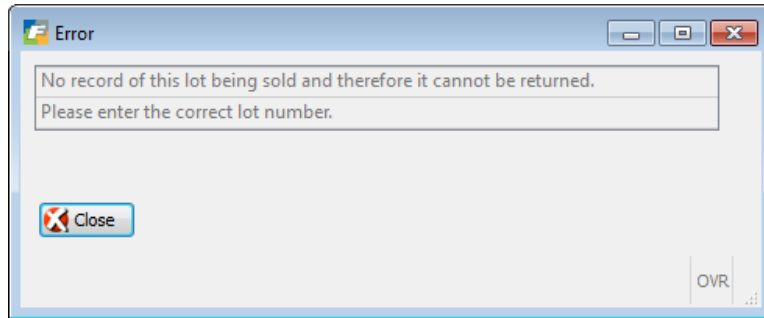 Error
No record of this lot being sold and therefore it cannot be returned.
Please enter the correct lot number.
Close
OVR